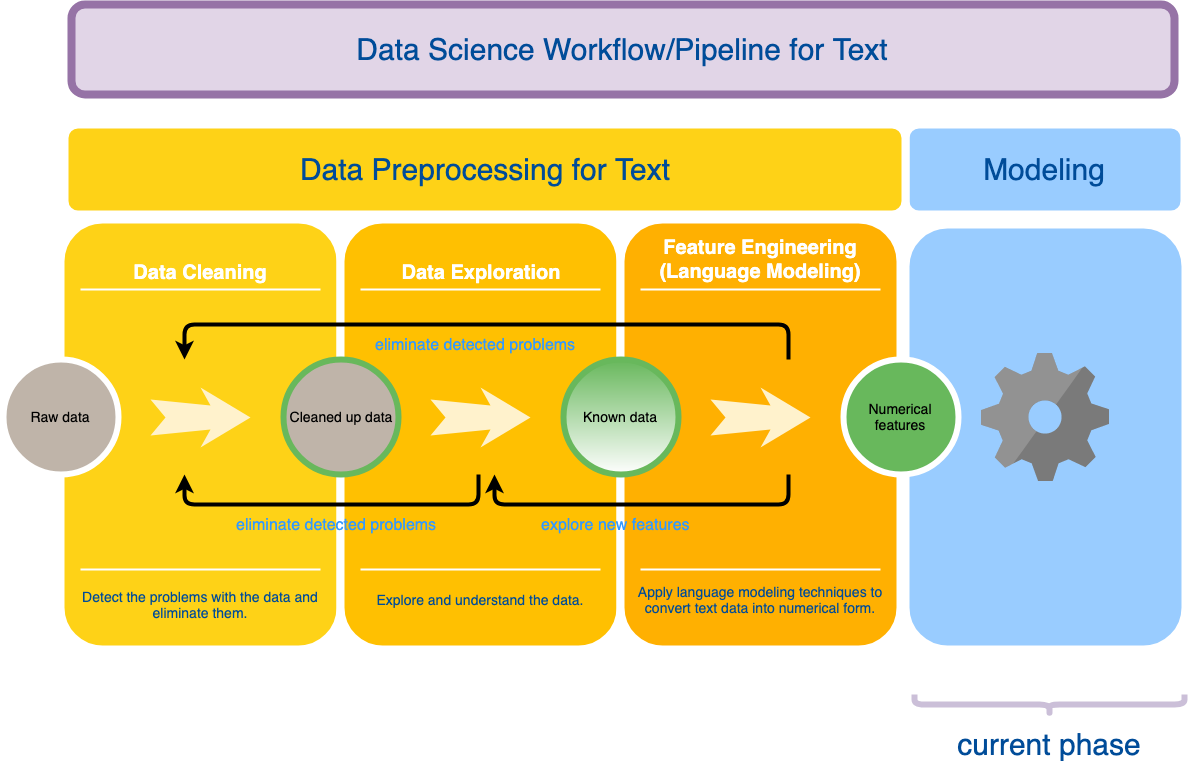 Data Science Workflow/Pipeline for Text
Data Preprocessing for Text
Modeling
Data Cleaning
Data Exploration
Feature Engineering
(Language Modeling)
eliminate detected problems
Raw data
Cleaned up data
Known data
Numerical
features
eliminate detected problems
explore new features
Detect the problems with the data and
eliminate them.
Explore and understand the data.
Apply language modeling techniques to
convert text data into numerical form.
current phase